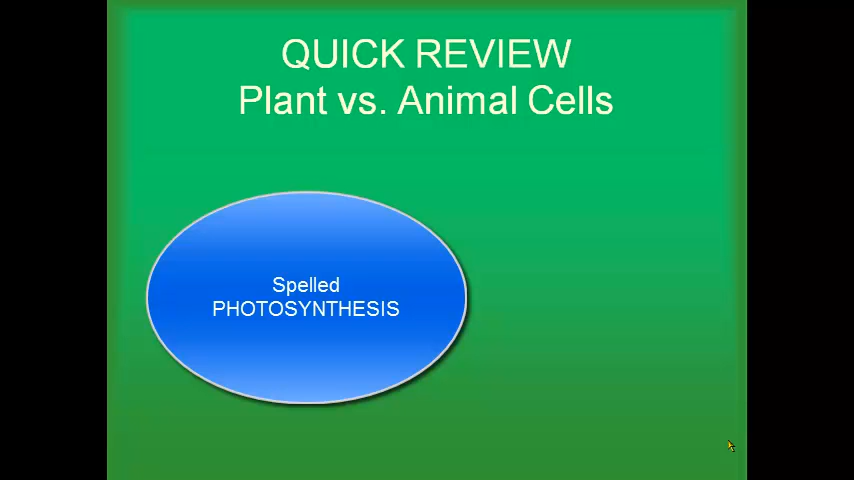 QUICK REVIEW
Plant vs. Animal Cells
Spelled
PHOTOSYNTHESIS